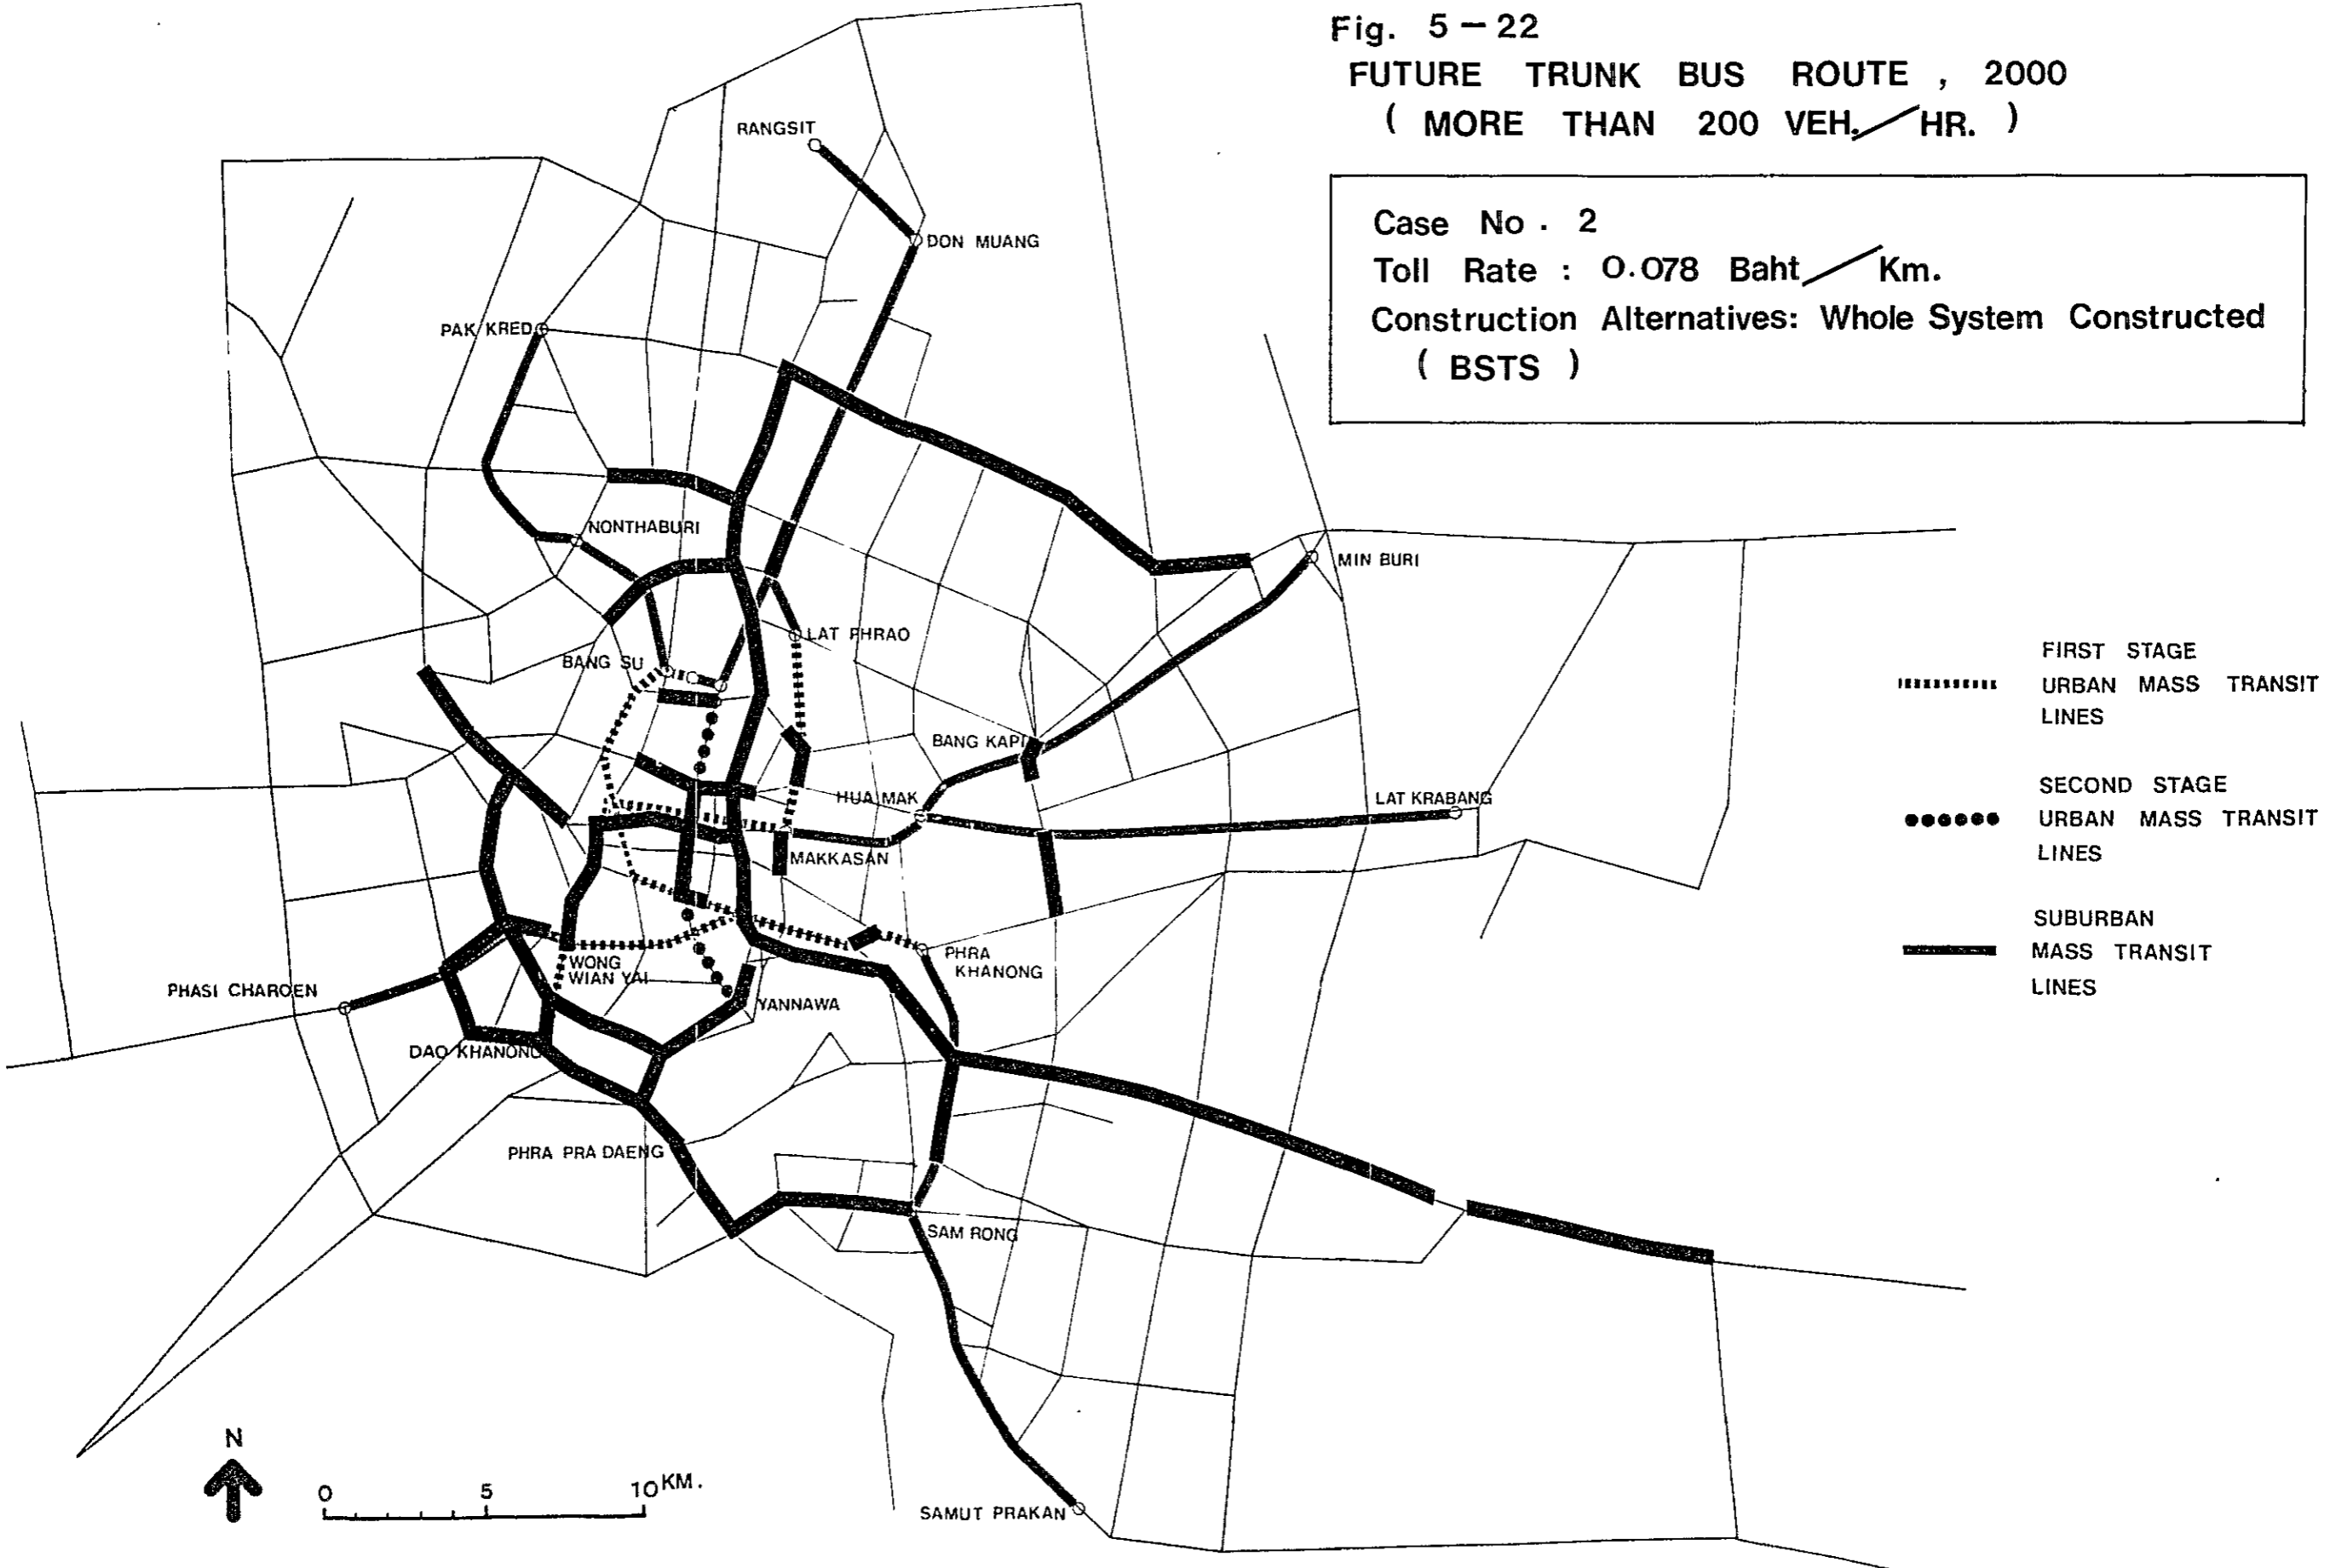 Fig. 5 - 22
FUTURE TRUNK BUS ROUTE , 2000
( MORE THAN 200 VEH./HR. )
Case No . 2
Toll Rate : 0.078 Baht/Km.
Construction Alternatives: Whole System Constructed
( BSTS )
RANGSIT
DON MUANG
PAK KRED
NONTHABURI
MIN BURI
LAT PHRAO
BANG SU
BANG KAPI
HUA MAK
LAT KRABANG
MAKKASAN
PHRA
KHANONG
WONG
WIAN YAI
PHASI CHAROEN
YANNAWA
DAO KHANONG
PHRA PRA DAENG
SAM RONG
SAMUT PRAKAN
FIRST STAGE
URBAN MASS TRANSIT
LINES
SECOND STAGE
URBAN MASS TRANSIT
LINES
SUBURBAN
MASS TRANSIT
LINES
N
0 5 10 KM.